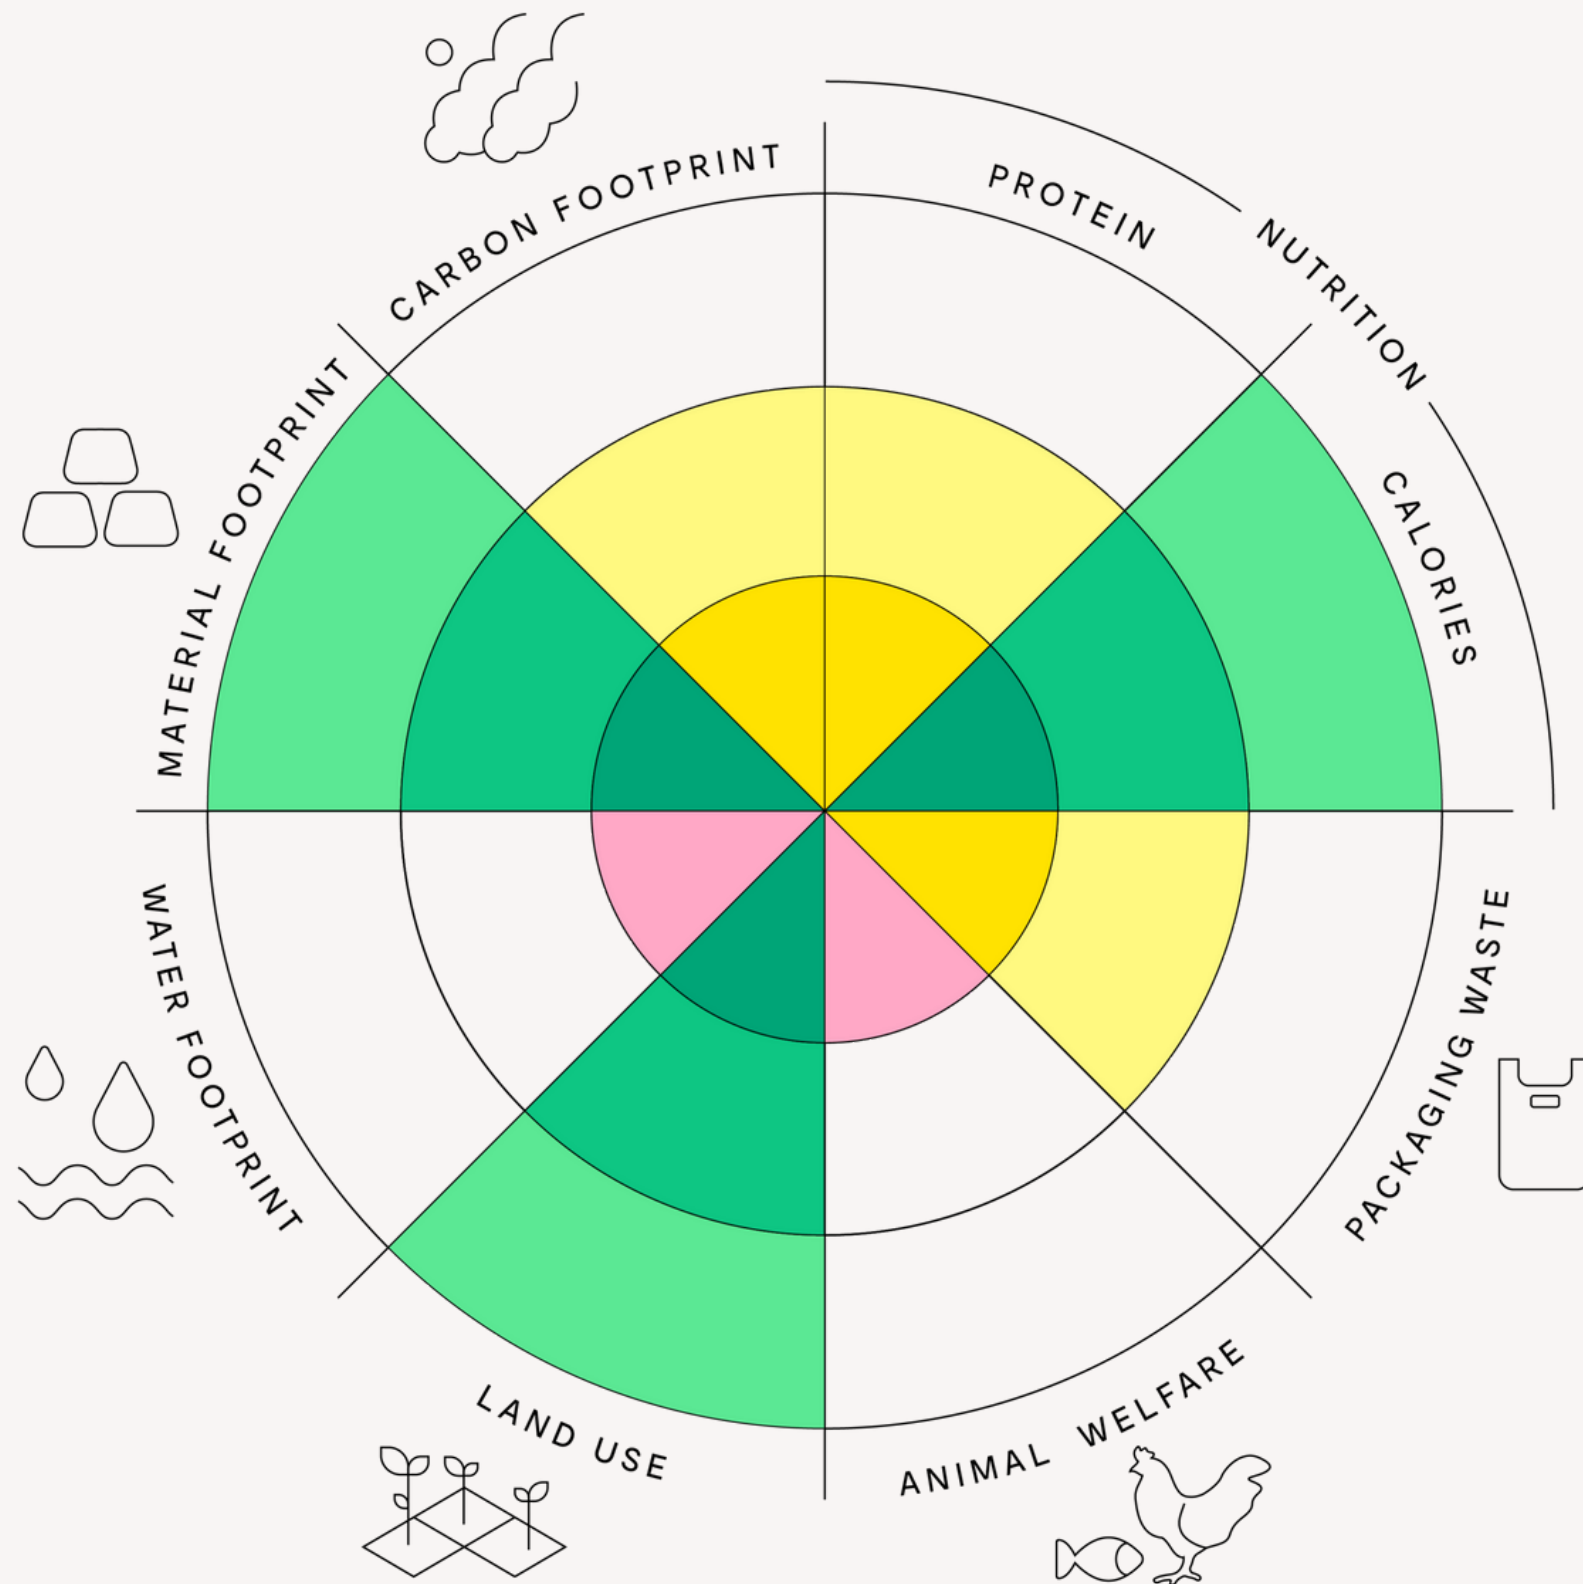 CARBON FOOTPRINT
PROTEIN
NUTRITION
CALORIES
MATERIAL FOOTPRINT
WATER FOOTPRINT
PACKAGING WASTE
LAND USE
ANIMAL WELFARE